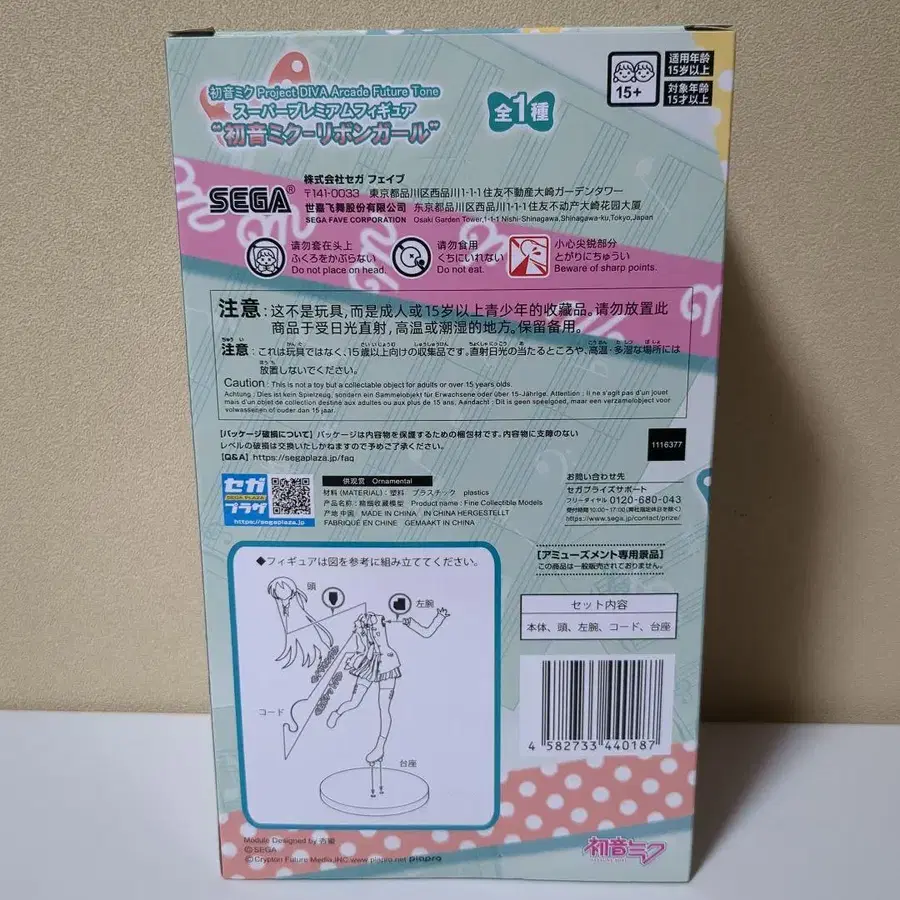 初音ミク Project DIVA Arcade Future Tone
スーパープレミアムフィギュア
“初音ミク-リボンガール”
全1種
15+
适用年龄
15岁以上
対象年齢
15才以上
SEGA®
株式会社セガ フェイブ
〒141-0033 東京都品川区西品川1-1-1 住友不動産大崎ガーデンタワー
世嘉飞舞股份有限公司 东京都品川区西品川1-1-1 住友不动产大崎花园大厦
SEGA FAVE CORPORATION Osaki Garden Tower,1-1-1 Nishi-Shinagawa,Shinagawa-ku,Tokyo,Japan
请勿套在头上
ふくろをかぶらない
Do not place on head.
请勿食用
くちにいれない
Do not eat.
小心尖锐部分
とがりにちゅうい
Beware of sharp points.
注意：这不是玩具，而是成人或15岁以上青少年的收藏品。请勿放置此
商品于受日光直射，高温或潮湿的地方。保留备用。
注意：これは玩具ではなく、15歳以上向けの収集品です。直射日光の当たるところや、高温・多湿な場所には
放置しないでください。
Caution : This is not a toy but a collectable object for adults or over 15 years olds.
Achtung : Dies ist kein Spielzeug, sondern ein Sammelobjekt für Erwachsene oder über 15-Jährige. Attention : Il ne s'agit pas d'un jouet
mais d'un objet de collection destiné aux adultes ou aux plus de 15 ans. Aandacht : Dit is geen speelgoed, maar een verzamelobject voor
volwassenen of ouder dan 15 jaar.
【パッケージ破損について】パッケージは内容物を保護するための梱包材です。内容物に支障のない
レベルの破損は交換いたしかねますので予めご了承ください。
【Q&A】https://segaplaza.jp/faq
1116377
セガ
SEGA PLAZA
プラザ
https://segaplaza.jp
供观赏 Ornamental
材料 (MATERIAL)：塑料 プラスチック plastics
产品名称：精细收藏模型 Product name : Fine Collectible Models
产地 中国 MADE IN CHINA IN CHINA HERGESTELLT
FABRIQUÉ EN CHINE GEMAAKT IN CHINA
お問い合わせ先
セガプライズサポート
フリーダイヤル 0120-680-043
受付時間 10:00~17:00（弊社指定休日を除く）
https://www.sega.jp/contact/prize/
【アミューズメント専用景品】
この商品は一般販売されておりません。
セット内容
本体、頭、左腕、コード、台座
◆フィギュアは図を参考に組み立ててください。
頭
左腕
コード
台座
4 582733 440187
Module Designed by
©SEGA
©Crypton Future Media,INC. www.piapro.net piapro
初音ミク